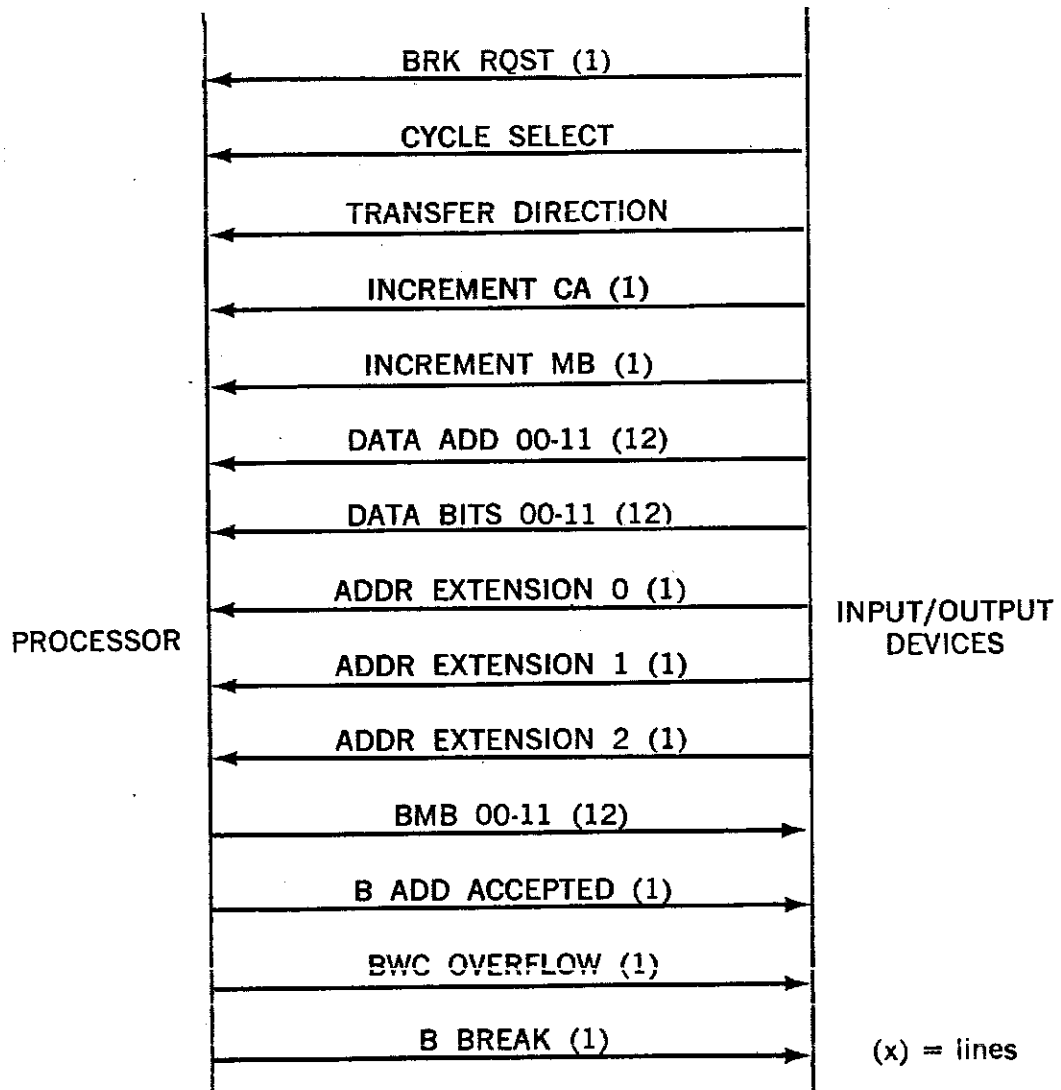 BRK RQST (1)
CYCLE SELECT
TRANSFER DIRECTION
INCREMENT CA (1)
INCREMENT MB (1)
DATA ADD 00-11 (12)
DATA BITS 00-11 (12)
ADDR EXTENSION 0 (1)
PROCESSOR
INPUT/OUTPUT
DEVICES
ADDR EXTENSION 1 (1)
ADDR EXTENSION 2 (1)
BMB 00-11 (12)
B ADD ACCEPTED (1)
BWC OVERFLOW (1)
B BREAK (1)
(x) = lines